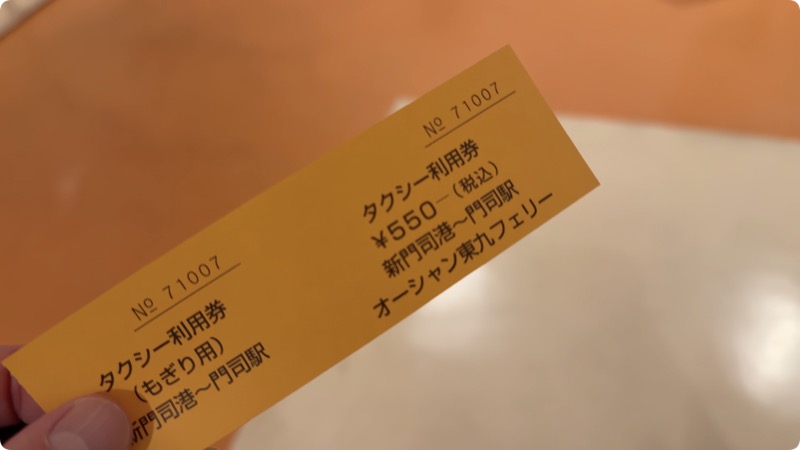 № 71007
タクシー利用券
(もぎり用)
新門司港～門司駅
№ 71007
タクシー利用券
¥550―(税込)
新門司港～門司駅
オーシャン東九フェリー